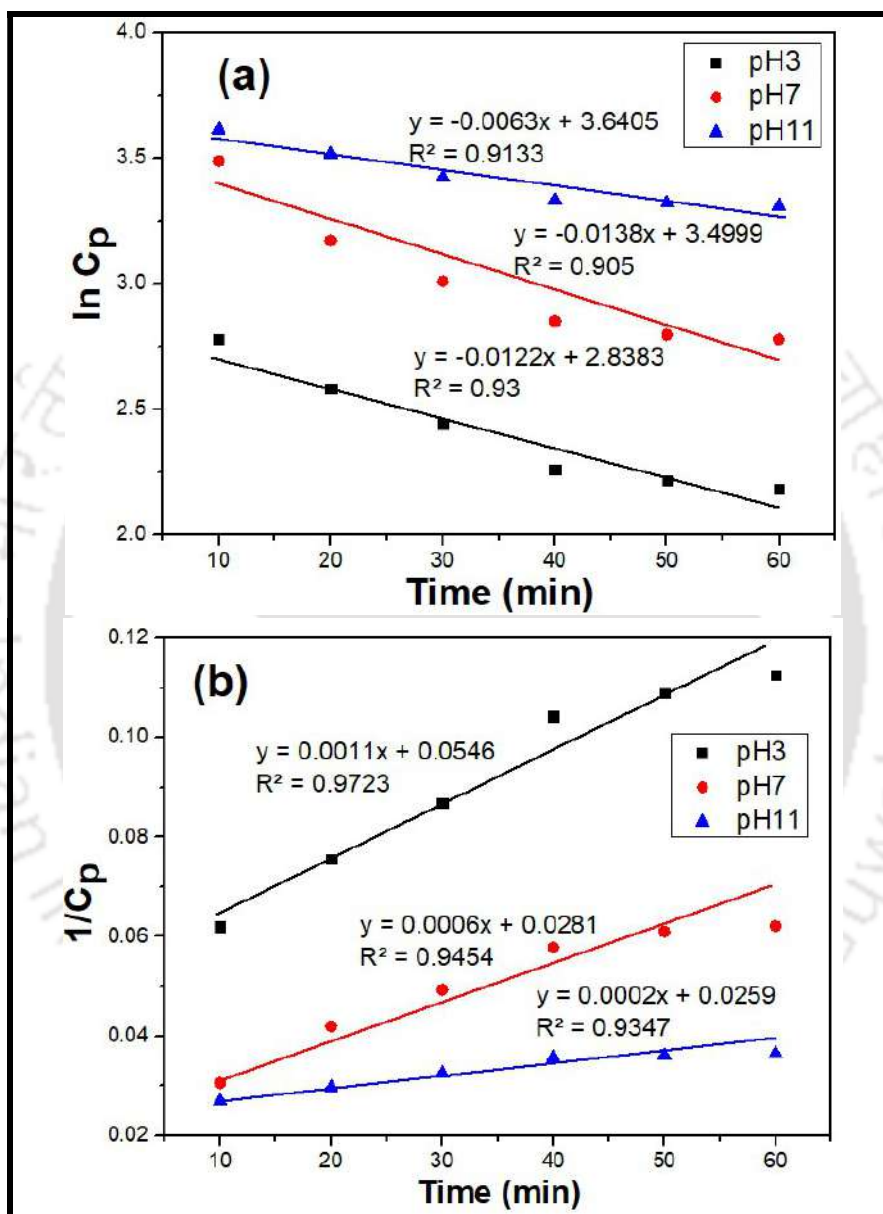 (a)
pH3
pH7
pH11
y = -0.0063x + 3.6405
R² = 0.9133
y = -0.0138x + 3.4999
R² = 0.905
y = -0.0122x + 2.8383
R² = 0.93
ln Cp
4.0
3.5
3.0
2.5
2.0
10 20 30 40 50 60
Time (min)
(b)
y = 0.0011x + 0.0546
R² = 0.9723
pH3
pH7
pH11
y = 0.0006x + 0.0281
R² = 0.9454
y = 0.0002x + 0.0259
R² = 0.9347
1/Cp
0.12
0.10
0.08
0.06
0.04
0.02
10 20 30 40 50 60
Time (min)